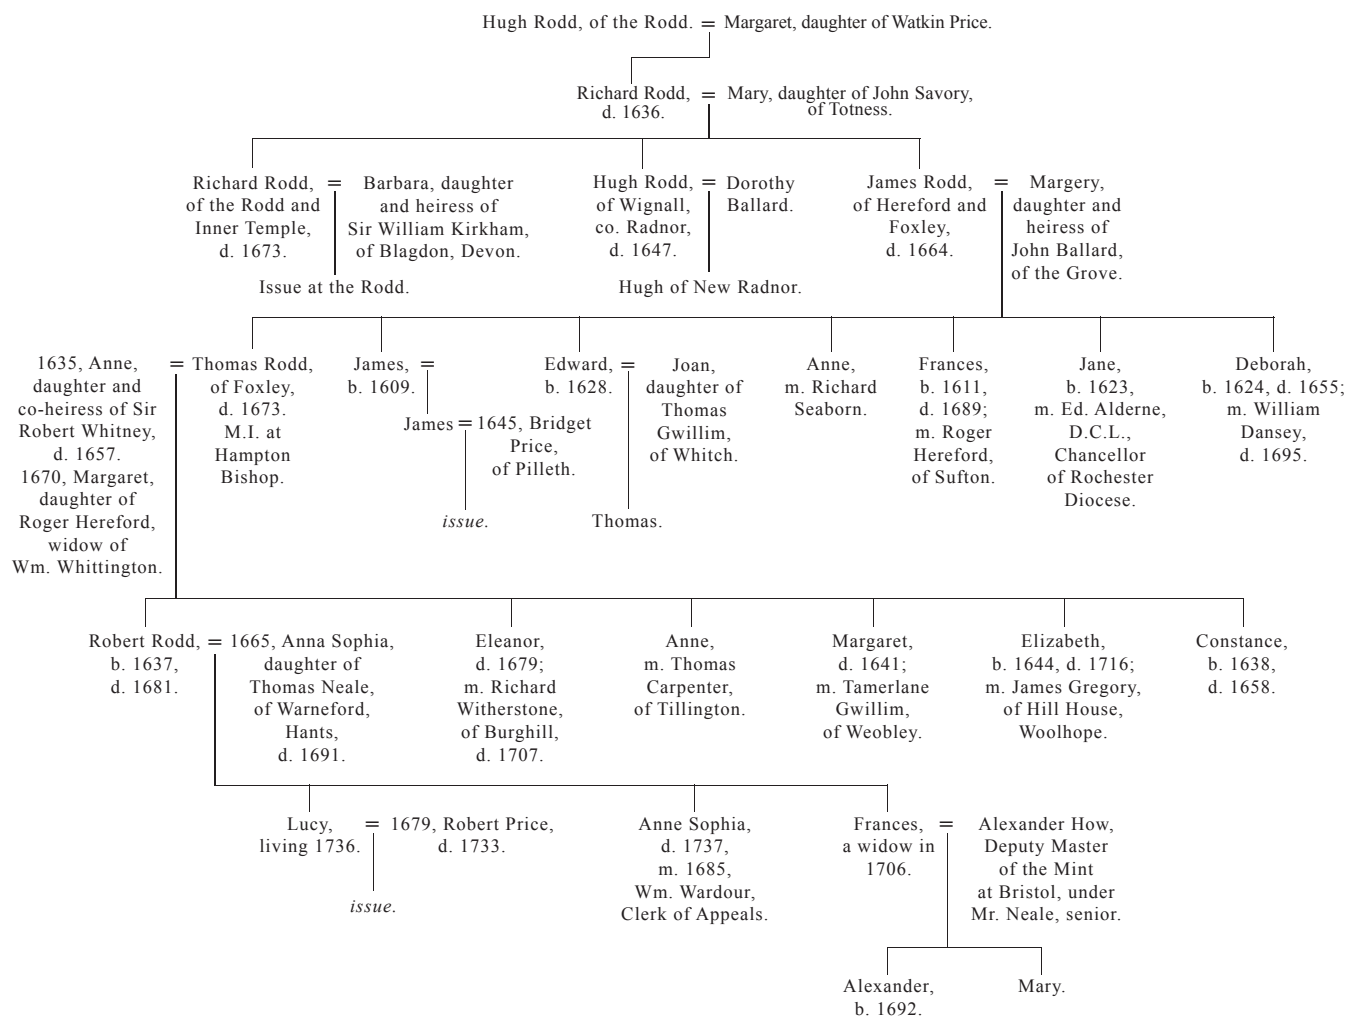 Hugh Rodd, of the Rodd. = Margaret, daughter of Watkin Price.
Richard Rodd,
d. 1636.
=
Mary, daughter of John Savory,
of Totness.
Richard Rodd,
of the Rodd and
Inner Temple,
d. 1673.
=
Barbara, daughter
and heiress of
Sir William Kirkham,
of Blagdon, Devon.
Issue at the Rodd.
Hugh Rodd,
of Wignall,
co. Radnor,
d. 1647.
=
Dorothy
Ballard.
Hugh of New Radnor.
James Rodd,
of Hereford and
Foxley,
d. 1664.
=
Margery,
daughter and
heiress of
John Ballard,
of the Grove.
1635, Anne,
daughter and
co-heiress of Sir
Robert Whitney,
d. 1657.
1670, Margaret,
daughter of
Roger Hereford,
widow of
Wm. Whittington.
=
Thomas Rodd,
of Foxley,
d. 1673.
M.I. at
Hampton
Bishop.
James,
b. 1609.
=
James = 1645, Bridget
Price,
of Pilleth.
issue.
Edward,
b. 1628.
=
Joan,
daughter of
Thomas
Gwillim,
of Whitch.
Thomas.
Anne,
m. Richard
Seaborn.
Frances,
b. 1611,
d. 1689;
m. Roger
Hereford,
of Sufton.
Jane,
b. 1623,
m. Ed. Alderne,
D.C.L.,
Chancellor
of Rochester
Diocese.
Deborah,
b. 1624, d. 1655;
m. William
Dansey,
d. 1695.
Robert Rodd,
b. 1637,
d. 1681.
=
1665, Anna Sophia,
daughter of
Thomas Neale,
of Warneford,
Hants,
d. 1691.
Eleanor,
d. 1679;
m. Richard
Witherstone,
of Burghill,
d. 1707.
Anne,
m. Thomas
Carpenter,
of Tillington.
Margaret,
d. 1641;
m. Tamerlane
Gwillim,
of Weobley.
Elizabeth,
b. 1644, d. 1716;
m. James Gregory,
of Hill House,
Woolhope.
Constance,
b. 1638,
d. 1658.
Lucy,
living 1736.
=
1679, Robert Price,
d. 1733.
issue.
Anne Sophia,
d. 1737,
m. 1685,
Wm. Wardour,
Clerk of Appeals.
Frances,
a widow in
1706.
=
Alexander How,
Deputy Master
of the Mint
at Bristol, under
Mr. Neale, senior.
Alexander,
b. 1692.
Mary.